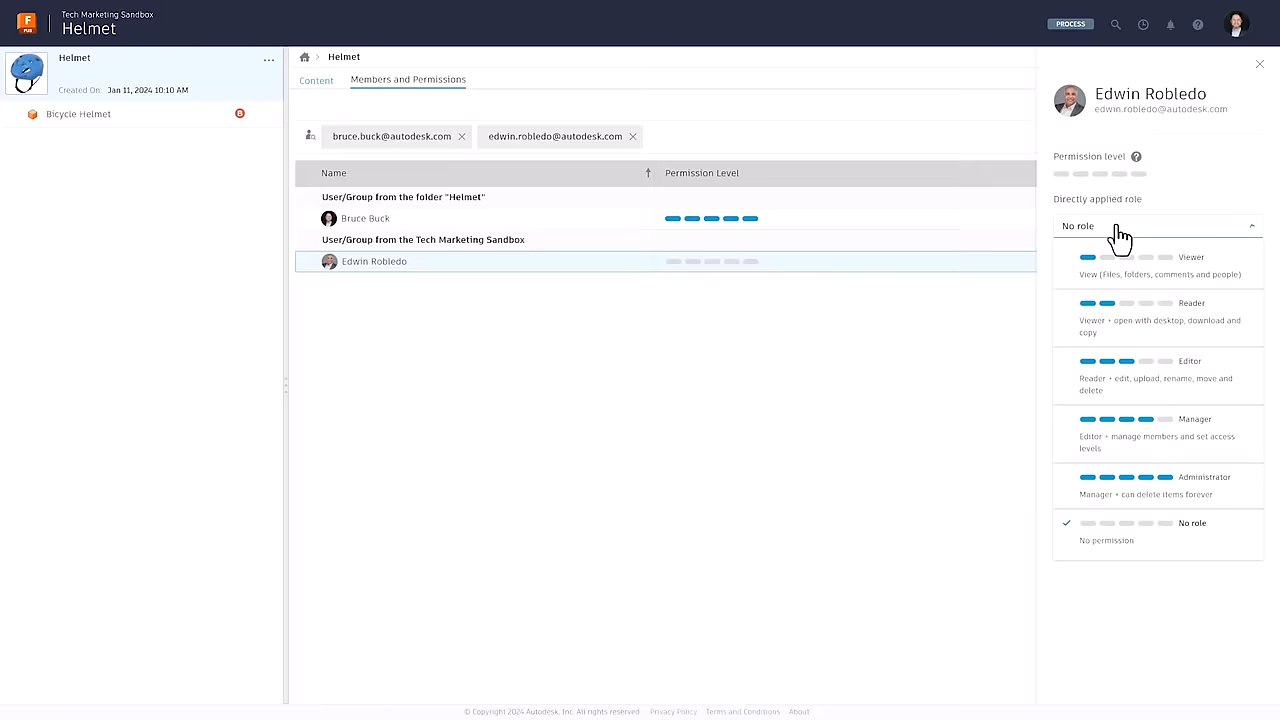 Tech Marketing Sandbox
Helmet
PROCESS
F
FUS
Helmet
Created On: Jan 11, 2024 10:10 AM
Bicycle Helmet
B
Helmet
Content
Members and Permissions
bruce.buck@autodesk.com
edwin.robledo@autodesk.com
Name
Permission Level
User/Group from the folder "Helmet"
Bruce Buck
User/Group from the Tech Marketing Sandbox
Edwin Robledo
Edwin Robledo
edwin.robledo@autodesk.com
Permission level ?
Directly applied role
No role
Viewer
View (Files, folders, comments and people)
Reader
Viewer + open with desktop, download and
copy
Editor
Reader + edit, upload, rename, move and
delete
Manager
Editor + manage members and set access
levels
Administrator
Manager + can delete items forever
No role
No permission
© Copyright 2024 Autodesk, Inc. All rights reserved
Privacy Policy
Terms and Conditions
About